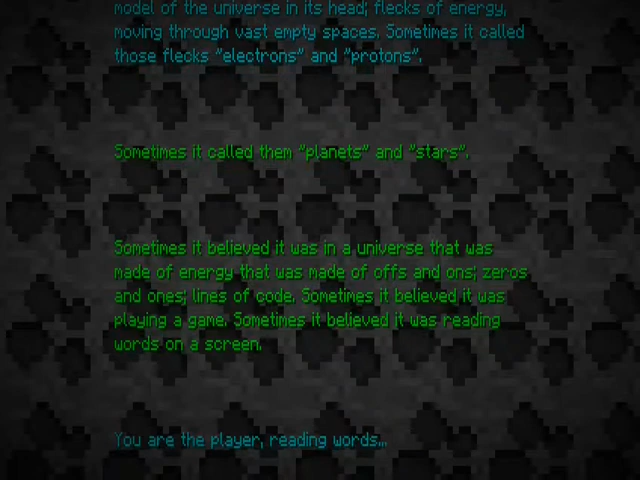 model of the universe in its head; flecks of energy,
moving through vast empty spaces. Sometimes it called
those flecks "electrons" and "protons".
Sometimes it called them "planets" and "stars".
Sometimes it believed it was in a universe that was
made of energy that was made of offs and ons; zeros
and ones; lines of code. Sometimes it believed it was
playing a game. Sometimes it believed it was reading
words on a screen.
You are the player, reading words...